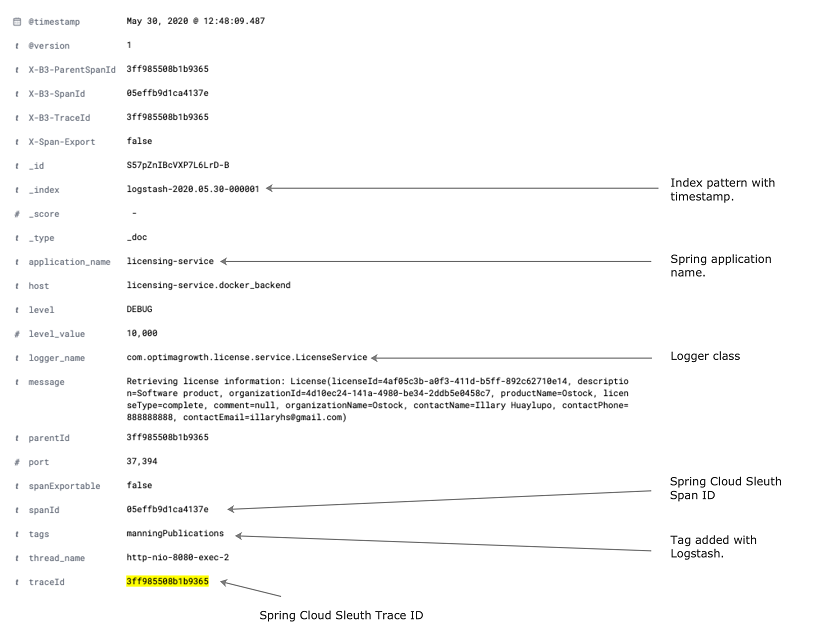 @timestamp May 30, 2020 @ 12:48:09.487
t @version 1
t X-B3-ParentSpanId 3ff985508b1b9365
t X-B3-SpanId 05effb9d1ca4137e
t X-B3-TraceId 3ff985508b1b9365
t X-Span-Export false
t _id S57pZnIBcVXP7L6LrD-B
t _index logstash-2020.05.30-000001
Index pattern with
timestamp.
# _score -
t _type _doc
t application_name licensing-service
Spring application
name.
t host licensing-service.docker_backend
t level DEBUG
# level_value 10,000
t logger_name com.optimagrowth.license.service.LicenseService
Logger class
t message Retrieving license information: License(licenseId=4af05c3b-a0f3-411d-b5ff-892c62710e14, descriptio
n=Software product, organizationId=4d10ec24-141a-4980-be34-2ddb5e0458c7, productName=Ostock, licen
seType=complete, comment=null, organizationName=Ostock, contactName=Illary Huaylupo, contactPhone=
888888888, contactEmail=illaryhs@gmail.com)
t parentId 3ff985508b1b9365
# port 37,394
t spanExportable false
t spanId 05effb9d1ca4137e
Spring Cloud Sleuth
Span ID
t tags manningPublications
Tag added with
Logstash.
t thread_name http-nio-8080-exec-2
t traceId 3ff985508b1b9365
Spring Cloud Sleuth Trace ID